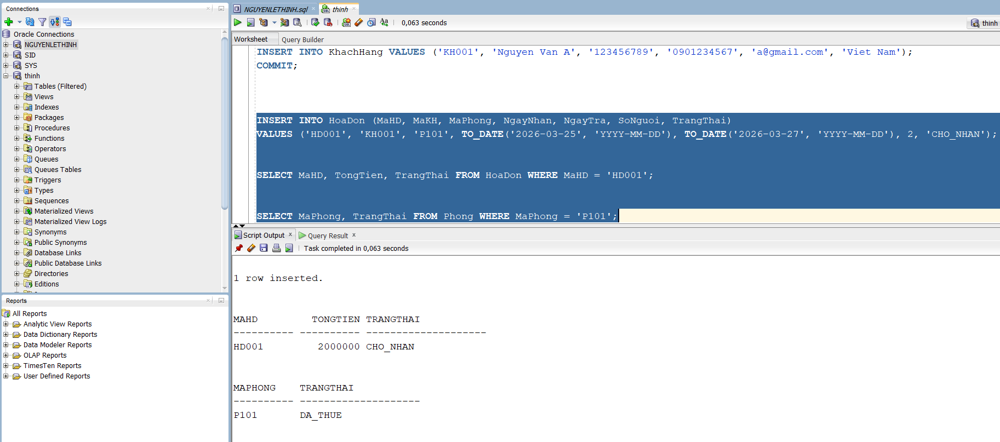 Connections
Oracle Connections
NGUYENLETHINH
SID
SYS
thinh
Tables (Filtered)
Views
Indexes
Packages
Procedures
Functions
Operators
Queues
Queues Tables
Triggers
Types
Sequences
Materialized Views
Materialized View Logs
Synonyms
Public Synonyms
Database Links
Public Database Links
Directories
Editions
Reports
All Reports
Analytic View Reports
Data Dictionary Reports
Data Modeler Reports
OLAP Reports
TimesTen Reports
User Defined Reports
NGUYENLETHINH.sql thinh
0,063 seconds
thinh
Worksheet Query Builder
INSERT INTO KhachHang VALUES ('KH001', 'Nguyen Van A', '123456789', '0901234567', 'a@gmail.com', 'Viet Nam');
COMMIT;
INSERT INTO HoaDon (MaHD, MaKH, MaPhong, NgayNhan, NgayTra, SoNguoi, TrangThai)
VALUES ('HD001', 'KH001', 'P101', TO_DATE('2026-03-25', 'YYYY-MM-DD'), TO_DATE('2026-03-27', 'YYYY-MM-DD'), 2, 'CHO_NHAN');
SELECT MaHD, TongTien, TrangThai FROM HoaDon WHERE MaHD = 'HD001';
SELECT MaPhong, TrangThai FROM Phong WHERE MaPhong = 'P101';
Script Output Query Result
Task completed in 0,063 seconds
1 row inserted.
MAHD TONGTIEN TRANGTHAI
---------- ---------- --------------------
HD001 2000000 CHO_NHAN
MAPHONG TRANGTHAI
---------- --------------------
P101 DA_THUE